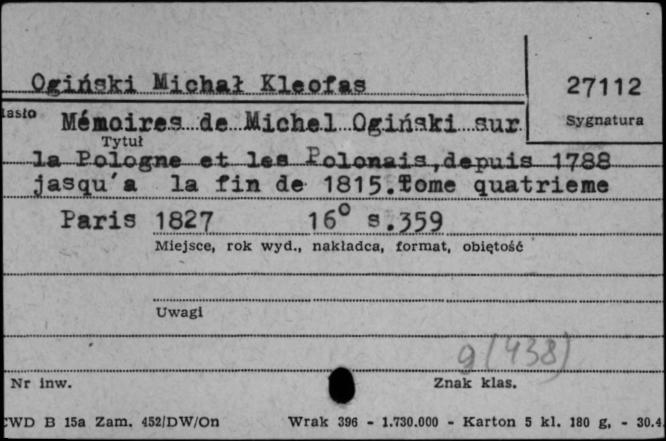 Ogiński Michał Kleofas
27112
Sygnatura
Mémoires de Michel Ogiński sur
Tytuł
la Pologne et les Polonais,depuis 1788
jasqu'a la fin de 1815.Tome quatrieme
Paris 1827 16° s.359
Miejsce, rok wyd., nakładca, format, objętość
Uwagi
g(438)
Nr inw.
Znak klas.
WD B 15a Zam. 452/DW/On Wrak 396 - 1.730.000 - Karton 5 kl. 180 g, - 30.4